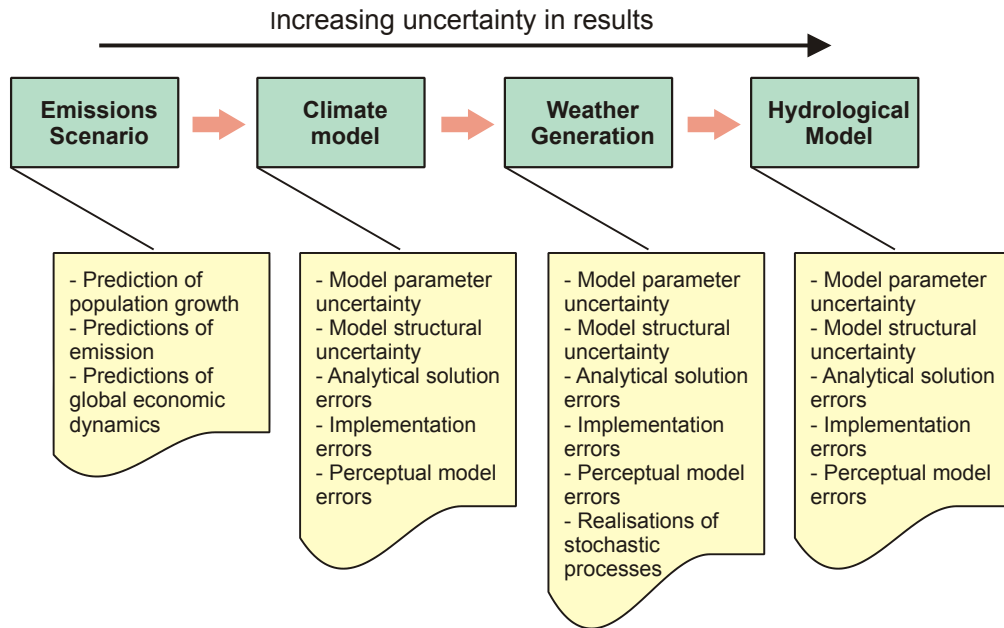 Increasing uncertainty in results
Emissions
Scenario
Climate
model
Weather
Generation
Hydrological
Model
- Prediction of
population growth
- Predictions of
emission
- Predictions of
global economic
dynamics
- Model parameter
uncertainty
- Model structural
uncertainty
- Analytical solution
errors
- Implementation
errors
- Perceptual model
errors
- Model parameter
uncertainty
- Model structural
uncertainty
- Analytical solution
errors
- Implementation
errors
- Perceptual model
errors
- Realisations of
stochastic
processes
- Model parameter
uncertainty
- Model structural
uncertainty
- Analytical solution
errors
- Implementation
errors
- Perceptual model
errors